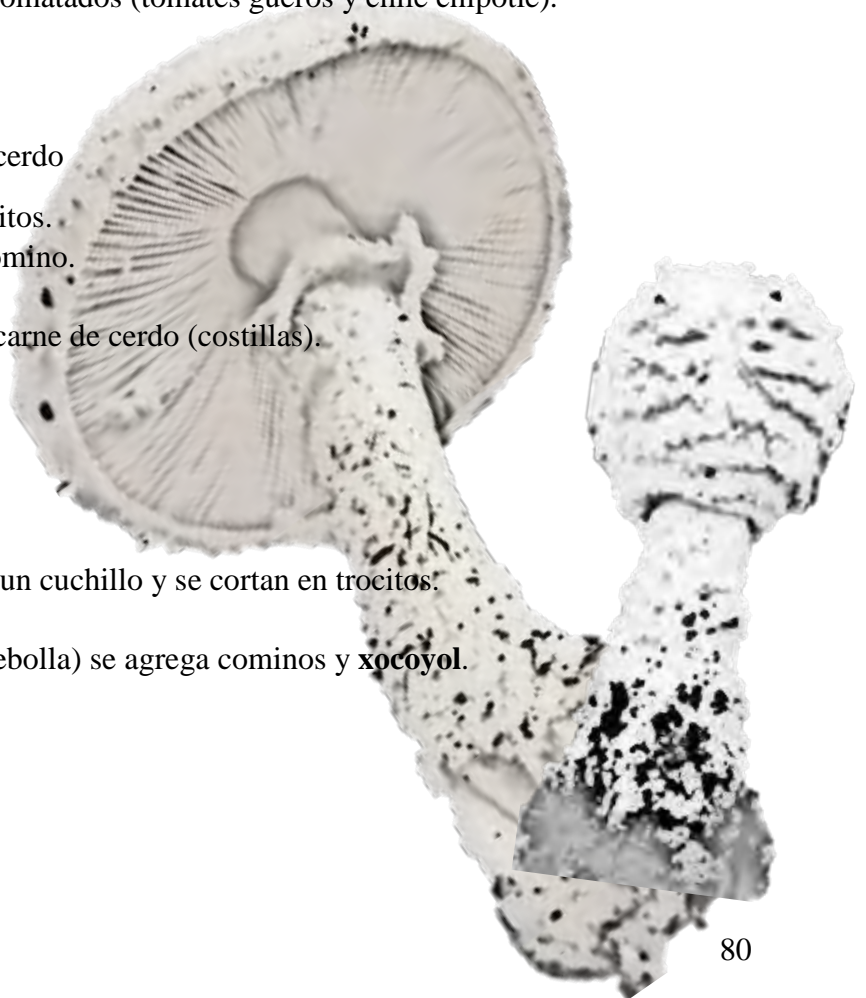 omatados (tomates güeros y chile chipotle).
cerdo
itos.
omino.
carne de cerdo (costillas).
un cuchillo y se cortan en trocitos.
ebolla) se agrega cominos y xocoyol.
80